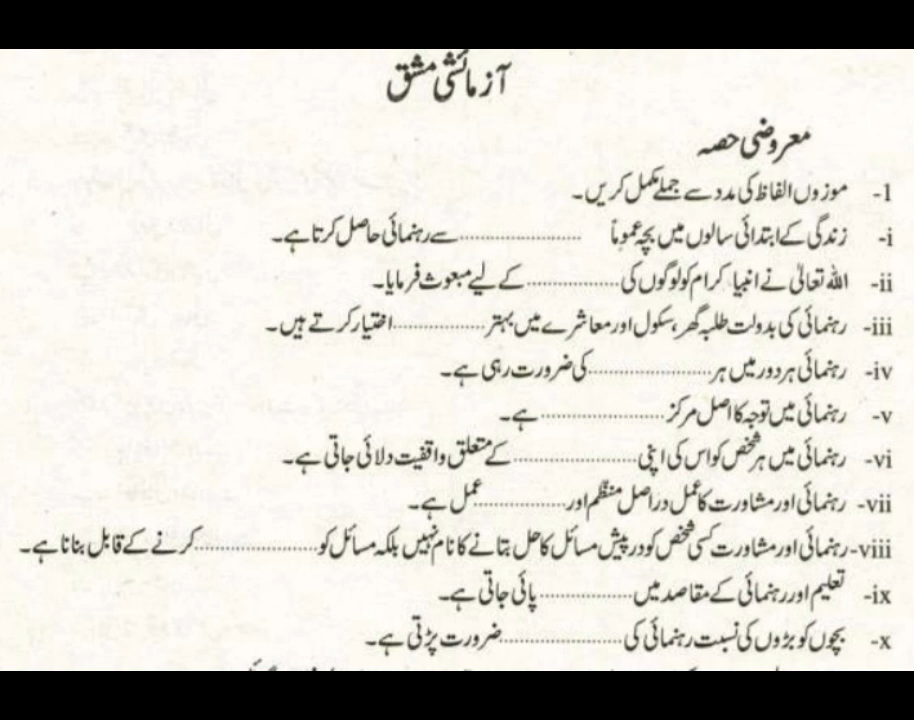 آزمائشی مشق
معروضی حصہ
1- موزوں الفاظ کی مدد سے جملے مکمل کریں۔
i- زندگی کے ابتدائی سالوں میں بچہ عموماً ............................ سے رہنمائی حاصل کرتا ہے۔
ii- اللہ تعالیٰ نے انبیاء کرام کو لوگوں کی ...................... کے لیے مبعوث فرمایا۔
iii- رہنمائی کی بدولت طلبہ گھر، سکول اور معاشرے میں بہتر ...................... اختیار کرتے ہیں۔
iv- رہنمائی ہر دور میں ہر ............................ کی ضرورت رہی ہے۔
v- رہنمائی میں توجہ کا اصل مرکز ............................ ہے۔
vi- رہنمائی میں ہر شخص کو اس کی اپنی ............................ کے متعلق واقفیت دلائی جاتی ہے۔
vii- رہنمائی اور مشاورت کا عمل دراصل منظم اور ...................... عمل ہے۔
viii- رہنمائی اور مشاورت کسی شخص کو درپیش مسائل کا حل بتانے کا نام نہیں بلکہ مسائل کو ............................ کرنے کے قابل بنانا ہے۔
ix- تعلیم اور رہنمائی کے مقاصد میں ...................... پائی جاتی ہے۔
x- بچوں کو بڑوں کی نسبت رہنمائی کی ............................ ضرورت پڑتی ہے۔